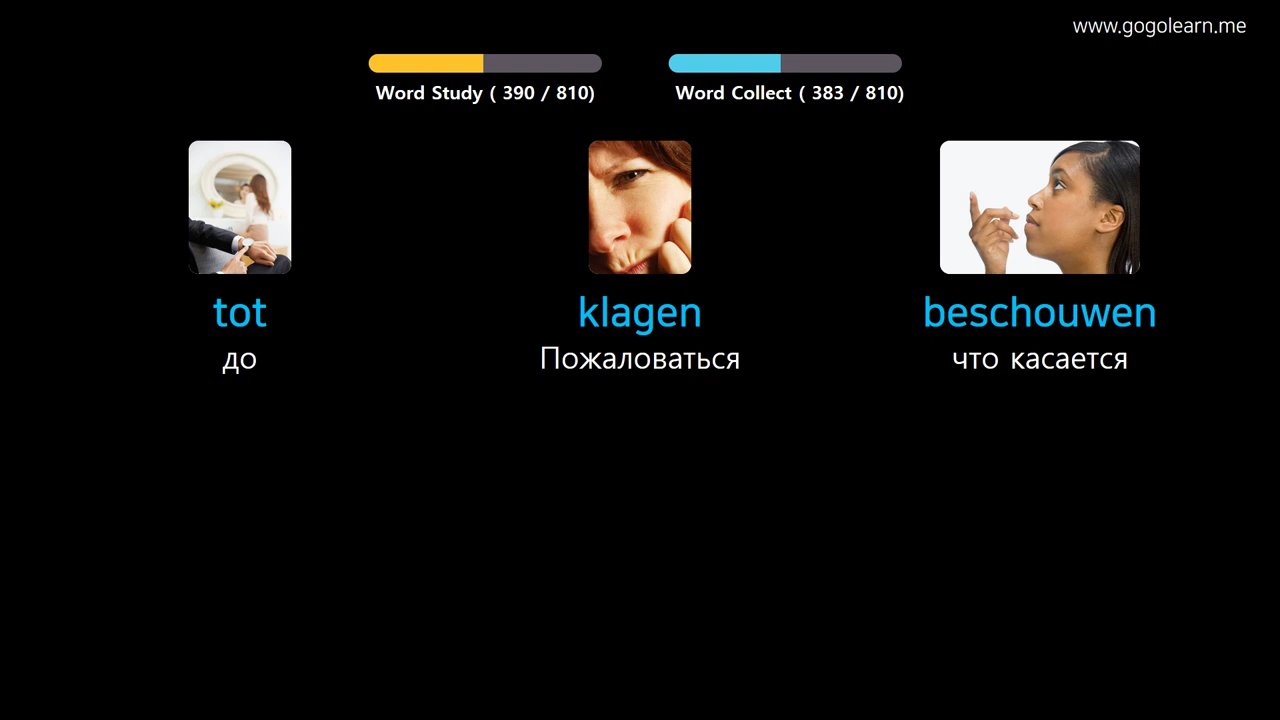 www.gogolearn.me
Word Study ( 390 / 810)
Word Collect ( 383 / 810)
tot
klagen
beschouwen
до
Пожаловаться
что касается